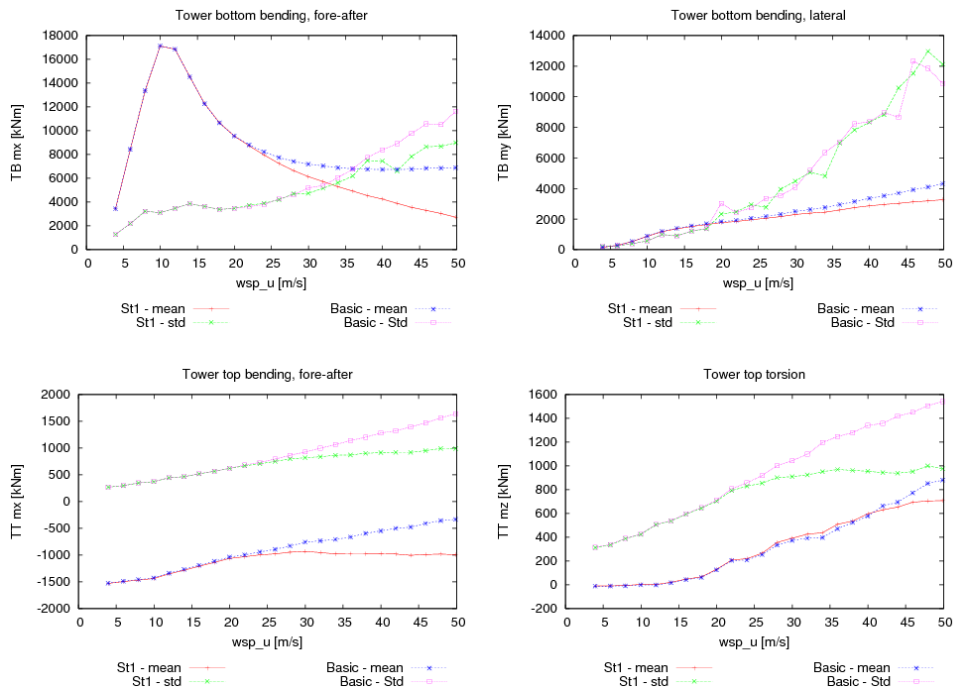 Tower bottom bending, fore-after
18000
16000
14000
12000
10000
8000
6000
4000
2000
0
TB mx [kNm]
0 5 10 15 20 25 30 35 40 45 50
wsp_u [m/s]
St1 - mean
St1 - std
Basic - mean
Basic - Std
Tower bottom bending, lateral
14000
12000
10000
8000
6000
4000
2000
0
TB my [kNm]
0 5 10 15 20 25 30 35 40 45 50
wsp_u [m/s]
St1 - mean
St1 - std
Basic - mean
Basic - Std
Tower top bending, fore-after
2000
1500
1000
500
0
-500
-1000
-1500
-2000
TT mx [kNm]
0 5 10 15 20 25 30 35 40 45 50
wsp_u [m/s]
St1 - mean
St1 - std
Basic - mean
Basic - Std
Tower top torsion
1600
1400
1200
1000
800
600
400
200
0
-200
TT mz [kNm]
0 5 10 15 20 25 30 35 40 45 50
wsp_u [m/s]
St1 - mean
St1 - std
Basic - mean
Basic - Std